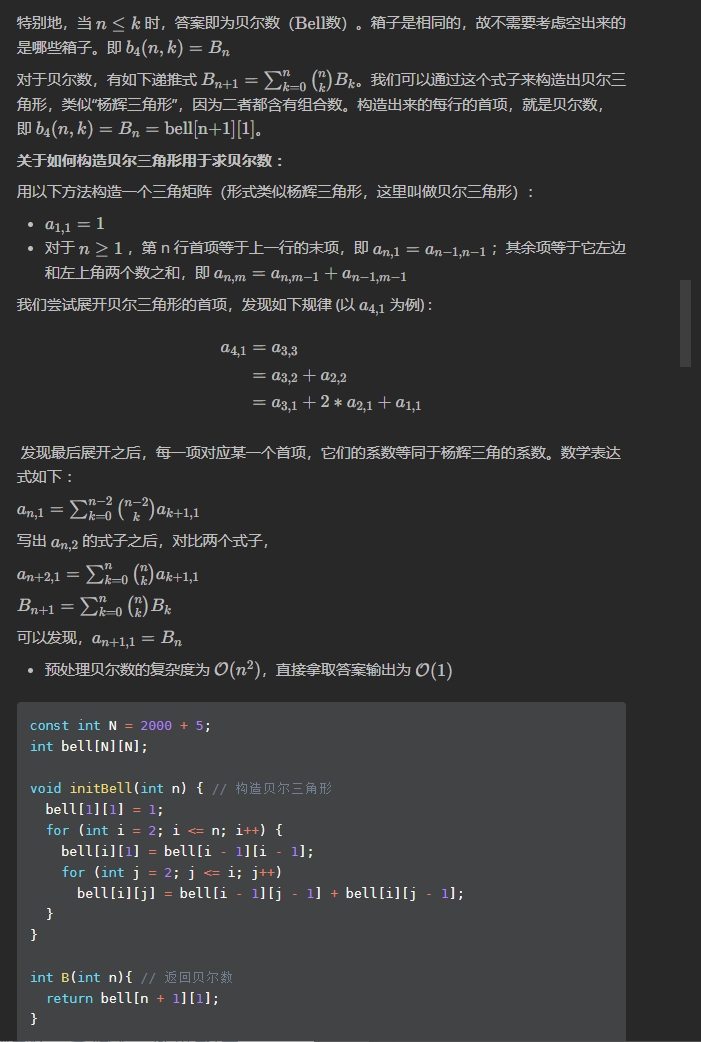 特别地，当 n ≤ k 时，答案即为贝尔数（Bell数）。箱子是相同的，故不需要考虑空出来的
是哪些箱子。即 b₄(n, k) = Bₙ
对于贝尔数，有如下递推式 Bₙ₊₁ = ∑ₖ₌₀ⁿ (n k) Bₖ。我们可以通过这个式子来构造出贝尔三
角形，类似“杨辉三角形”，因为二者都含有组合数。构造出来的每行的首项，就是贝尔数，
即 b₄(n, k) = Bₙ = bell[n+1][1]。
关于如何构造贝尔三角形用于求贝尔数：
用以下方法构造一个三角矩阵（形式类似杨辉三角形，这里叫做贝尔三角形）：
• a_{1,1} = 1
• 对于 n ≥ 1，第 n 行首项等于上一行的末项，即 a_{n,1} = a_{n−1,n−1}；其余项等于它左边
和左上角两个数之和，即 a_{n,m} = a_{n,m−1} + a_{n−1,m−1}
我们尝试展开贝尔三角形的首项，发现如下规律 (以 a_{4,1} 为例)：
a_{4,1} = a_{3,3}
= a_{3,2} + a_{2,2}
= a_{3,1} + 2 * a_{2,1} + a_{1,1}
发现最后展开之后，每一项对应某一个首项，它们的系数等同于杨辉三角的系数。数学表达
式如下：
a_{n,1} = ∑_{k=0}^{n−2} (n−2 k) a_{k+1,1}
写出 a_{n,2} 的式子之后，对比两个式子，
a_{n+2,1} = ∑_{k=0}^{n} (n k) a_{k+1,1}
B_{n+1} = ∑_{k=0}^{n} (n k) B_k
可以发现，a_{n+1,1} = B_n
• 预处理贝尔数的复杂度为 O(n²)，直接拿取答案输出为 O(1)
const int N = 2000 + 5;
int bell[N][N];
void initBell(int n) { // 构造贝尔三角形
  bell[1][1] = 1;
  for (int i = 2; i <= n; i++) {
    bell[i][1] = bell[i - 1][i - 1];
    for (int j = 2; j <= i; j++)
      bell[i][j] = bell[i - 1][j - 1] + bell[i][j - 1];
  }
}
int B(int n){ // 返回贝尔数
  return bell[n + 1][1];
}